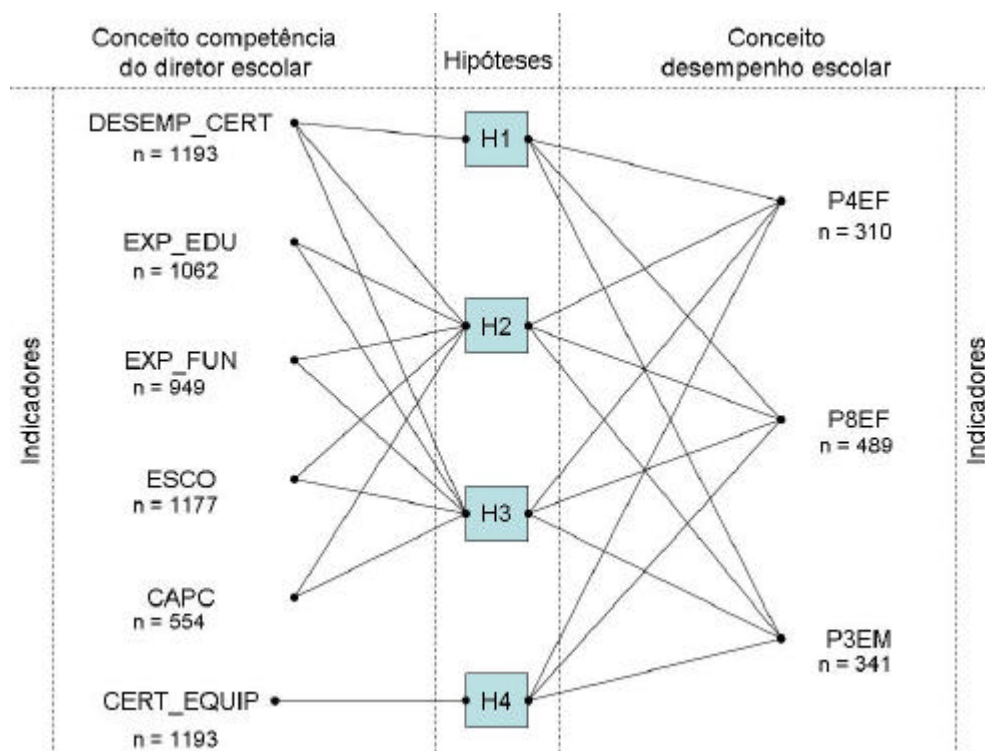 Conceito competência
do diretor escolar
Hipóteses
Conceito
desempenho escolar
Indicadores
DESEMP_CERT
n = 1193
EXP_EDU
n = 1062
EXP_FUN
n = 949
ESCO
n = 1177
CAPC
n = 554
CERT_EQUIP
n = 1193
H1
H2
H3
H4
P4EF
n = 310
P8EF
n = 489
P3EM
n = 341
Indicadores